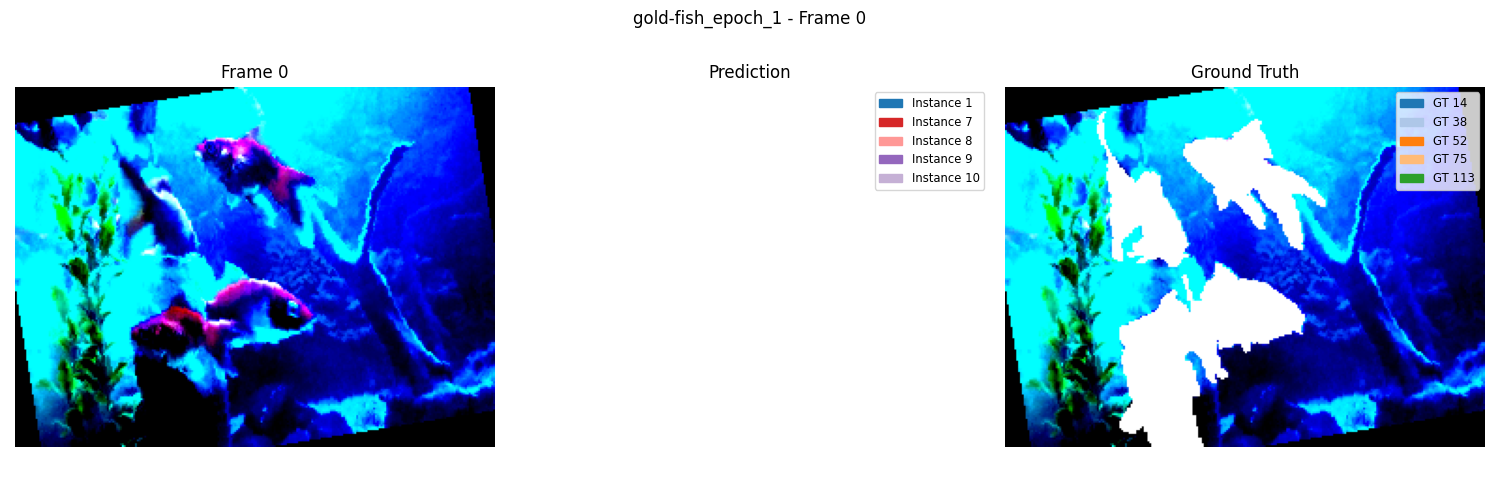 gold-fish_epoch_1 - Frame 0
Frame 0
Prediction
Ground Truth
Instance 1
Instance 7
Instance 8
Instance 9
Instance 10
GT 14
GT 38
GT 52
GT 75
GT 113